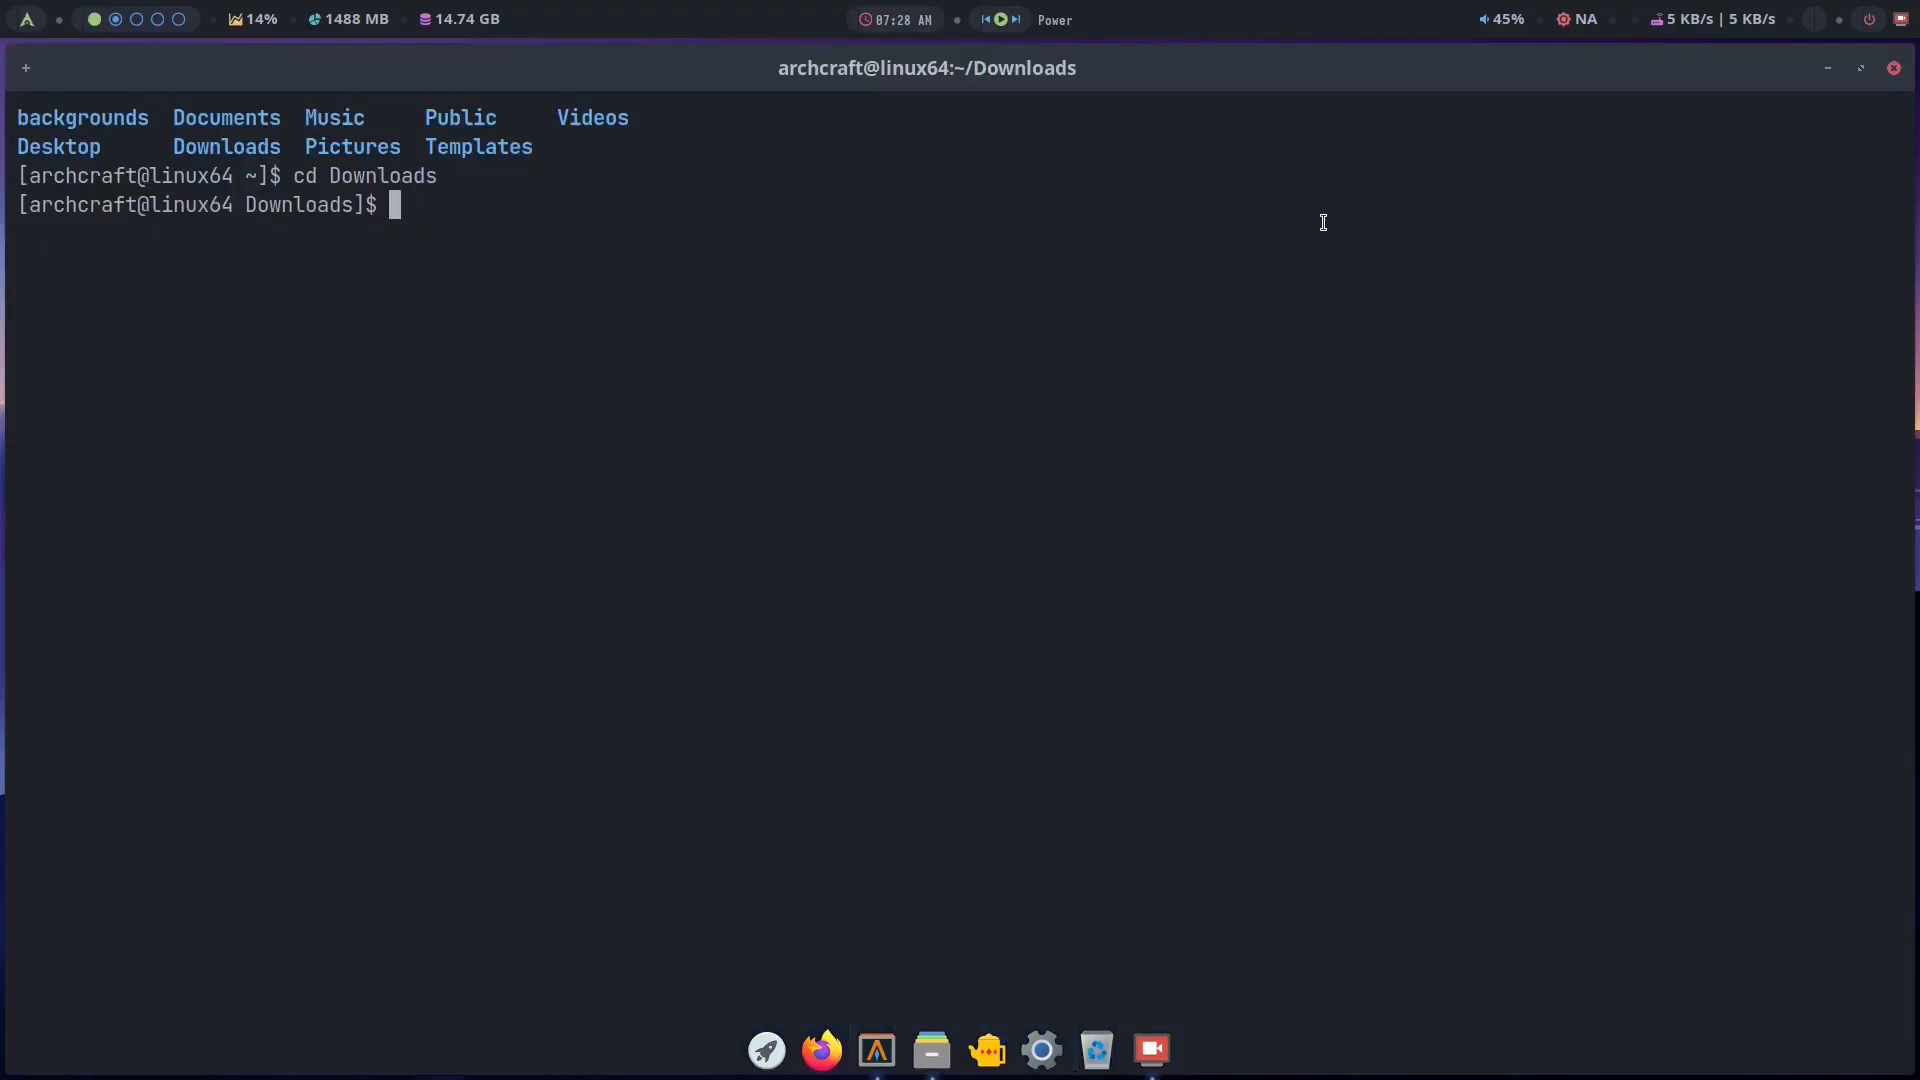 14% 1488 MB 14.74 GB 07:28 AM Power 45% NA 5 KB/s | 5 KB/s
+ archcraft@linux64:~/Downloads
backgrounds Documents Music Public Videos
Desktop Downloads Pictures Templates
[archcraft@linux64 ~]$ cd Downloads
[archcraft@linux64 Downloads]$